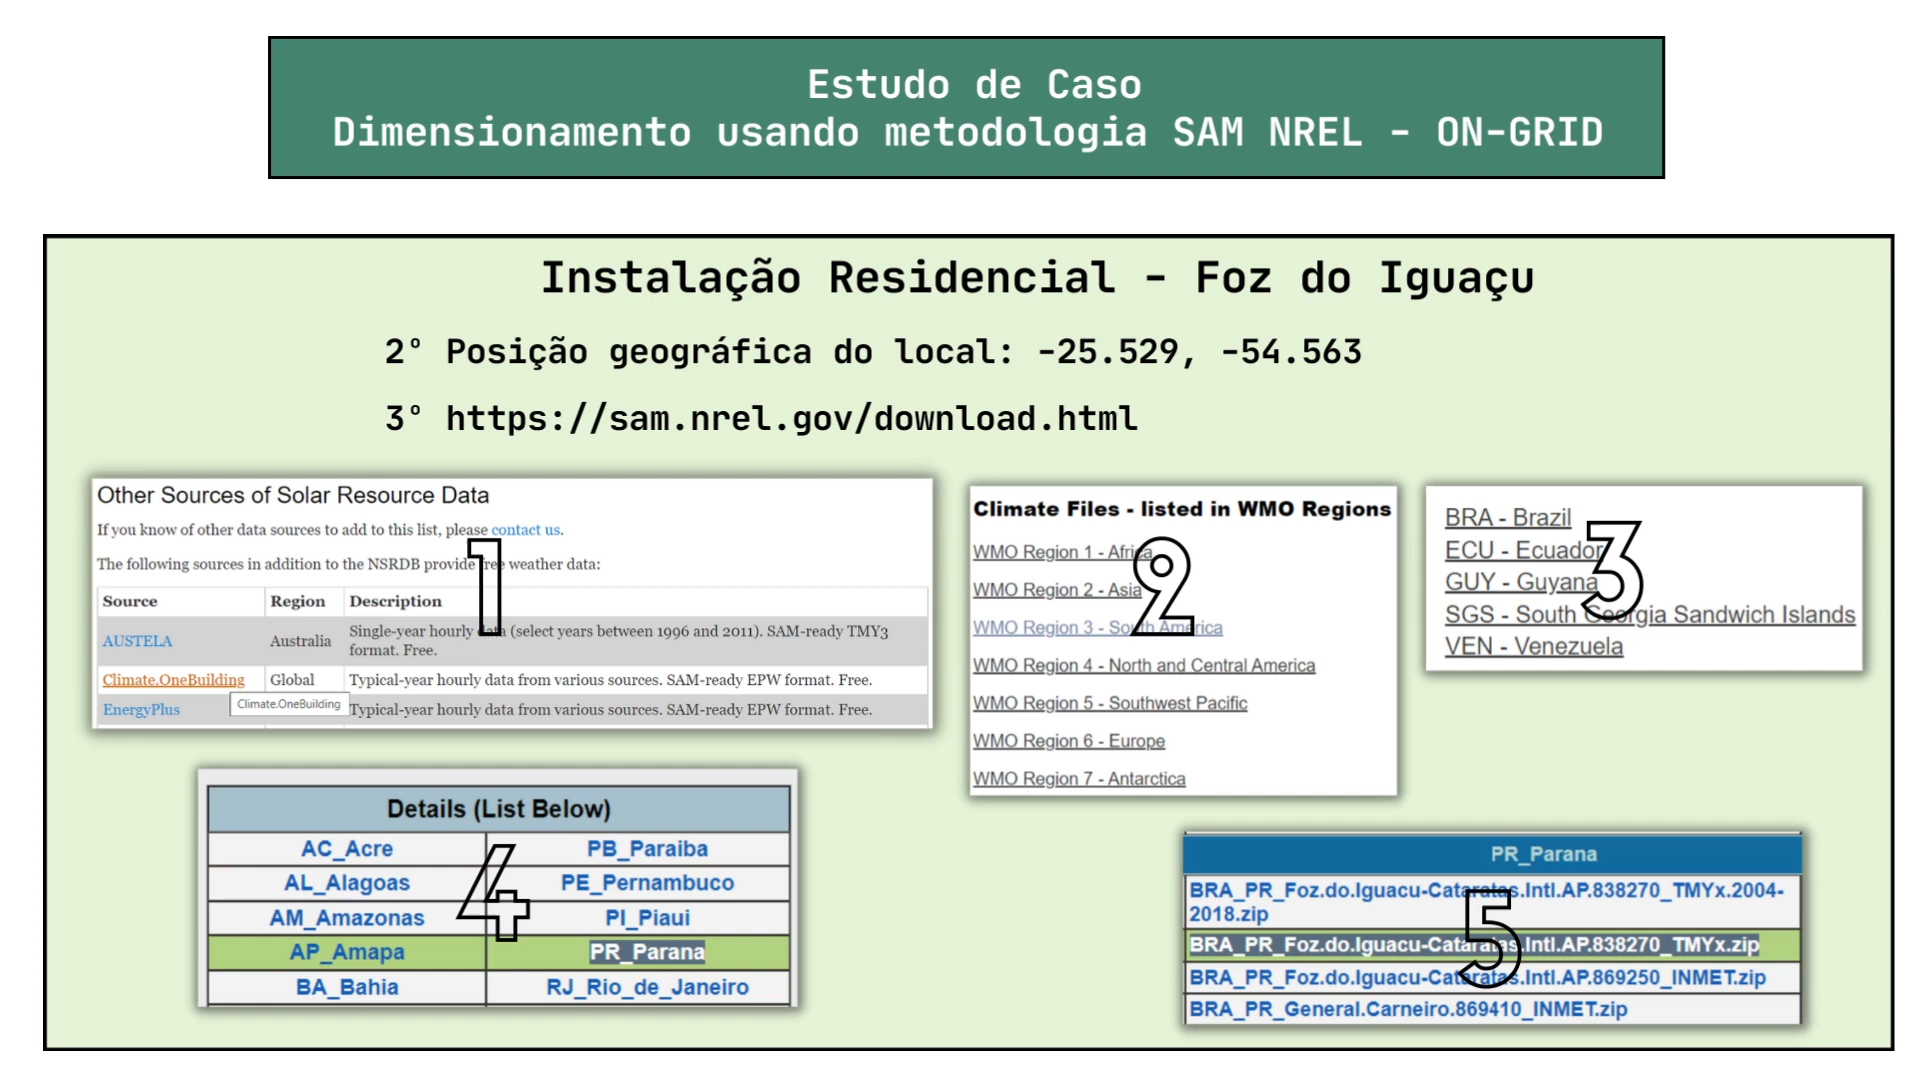 Estudo de Caso
Dimensionamento usando metodologia SAM NREL - ON-GRID
Instalação Residencial - Foz do Iguaçu
2° Posição geográfica do local: -25.529, -54.563
3° https://sam.nrel.gov/download.html
Other Sources of Solar Resource Data
If you know of other data sources to add to this list, please contact us.
1
The following sources in addition to the NSRDB provide free weather data:
Source Region Description
AUSTELA Australia Single-year hourly data (select years between 1996 and 2011). SAM-ready TMY3
format. Free.
Climate.OneBuilding Global Typical-year hourly data from various sources. SAM-ready EPW format. Free.
Climate.OneBuilding
EnergyPlus Typical-year hourly data from various sources. SAM-ready EPW format. Free.
Climate Files - listed in WMO Regions
WMO Region 1 - Africa
2
WMO Region 2 - Asia
WMO Region 3 - South America
WMO Region 4 - North and Central America
WMO Region 5 - Southwest Pacific
WMO Region 6 - Europe
WMO Region 7 - Antarctica
BRA - Brazil
ECU - Ecuador
3
GUY - Guyana
SGS - South Georgia Sandwich Islands
VEN - Venezuela
Details (List Below)
AC_Acre PB_Paraiba
AL_Alagoas PE_Pernambuco
4
AM_Amazonas PI_Piaui
AP_Amapa PR_Parana
BA_Bahia RJ_Rio_de_Janeiro
PR_Parana
BRA_PR_Foz.do.Iguacu-Cataratas.Intl.AP.838270_TMYx.2004-
2018.zip
5
BRA_PR_Foz.do.Iguacu-Cataratas.Intl.AP.838270_TMYx.zip
BRA_PR_Foz.do.Iguacu-Cataratas.Intl.AP.869250_INMET.zip
BRA_PR_General.Carneiro.869410_INMET.zip